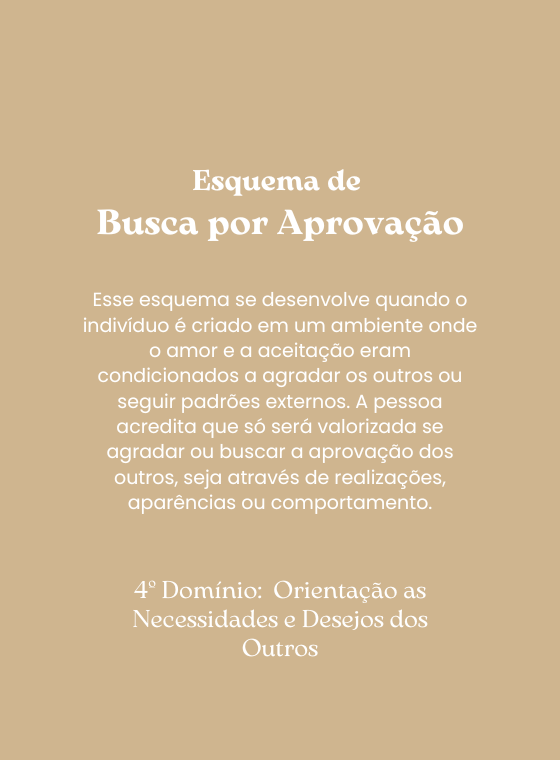 Esquema de
Busca por Aprovação
Esse esquema se desenvolve quando o
indivíduo é criado em um ambiente onde
o amor e a aceitação eram
condicionados a agradar os outros ou
seguir padrões externos. A pessoa
acredita que só será valorizada se
agradar ou buscar a aprovação dos
outros, seja através de realizações,
aparências ou comportamento.
4º Domínio: Orientação as
Necessidades e Desejos dos
Outros